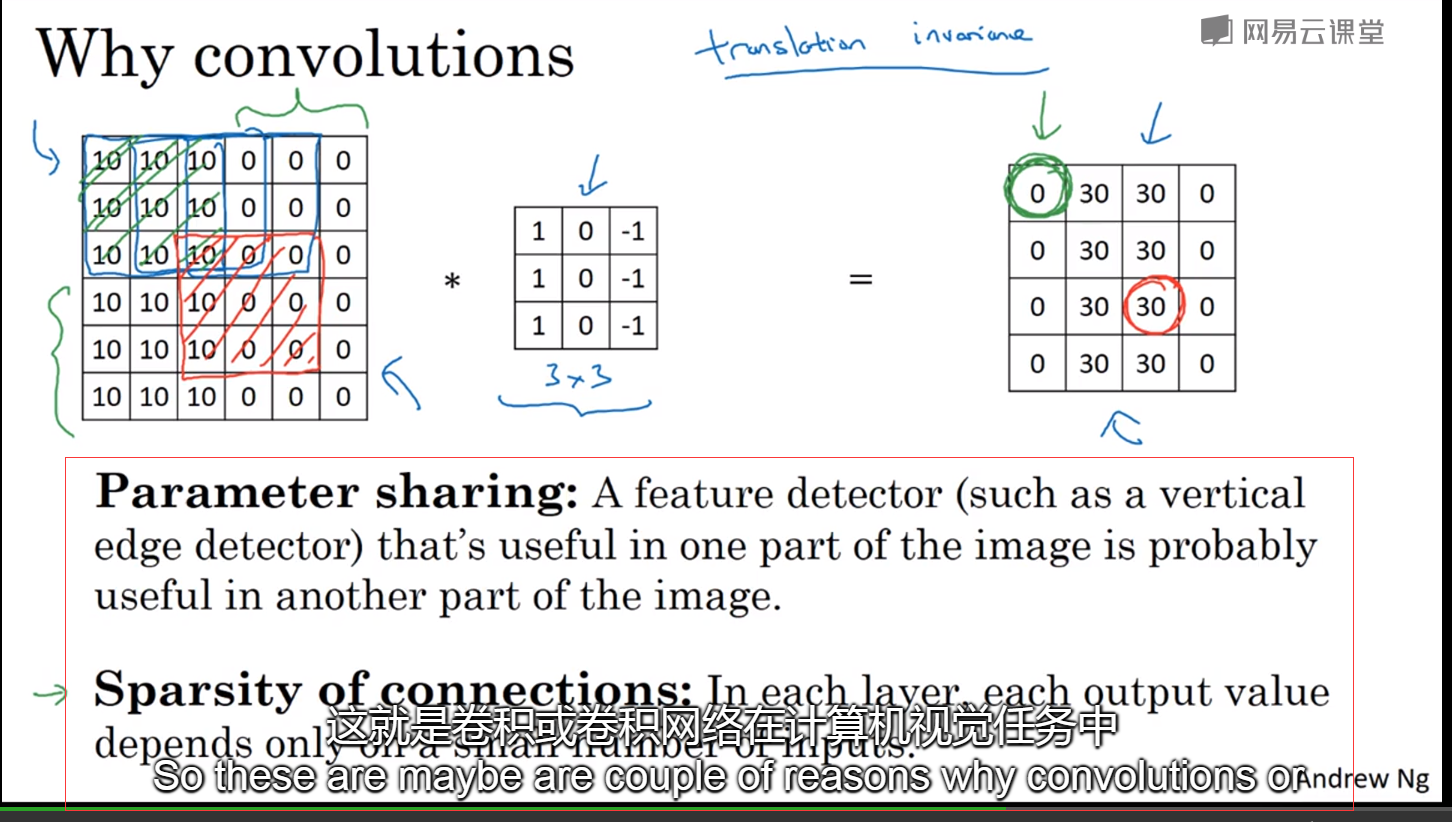 Why convolutions
translation invariance
网易云课堂
10 10 10 0 0 0
10 10 10 0 0 0
10 10 10 0 0 0
10 10 10 0 0 0
10 10 10 0 0 0
10 10 10 0 0 0
*
1 0 -1
1 0 -1
1 0 -1
3×3
=
0 30 30 0
0 30 30 0
0 30 30 0
0 30 30 0
Parameter sharing: A feature detector (such as a vertical
edge detector) that's useful in one part of the image is probably
useful in another part of the image.
Sparsity of connections: In each layer, each output value
depends only on a small number of inputs.
这就是卷积或卷积网络在计算机视觉任务中
So these are maybe are couple of reasons why convolutions or
Andrew Ng